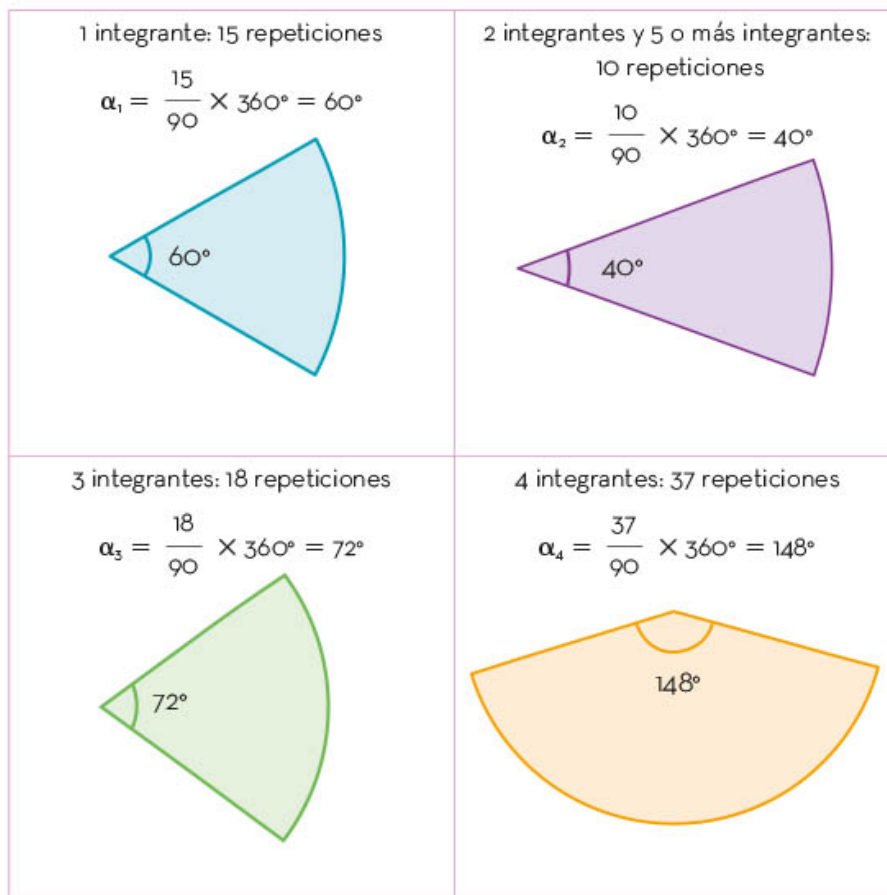 1 integrante: 15 repeticiones
α₁ = 15/90 × 360° = 60°
60°
2 integrantes y 5 o más integrantes:
10 repeticiones
α₂ = 10/90 × 360° = 40°
40°
3 integrantes: 18 repeticiones
α₃ = 18/90 × 360° = 72°
72°
4 integrantes: 37 repeticiones
α₄ = 37/90 × 360° = 148°
148°